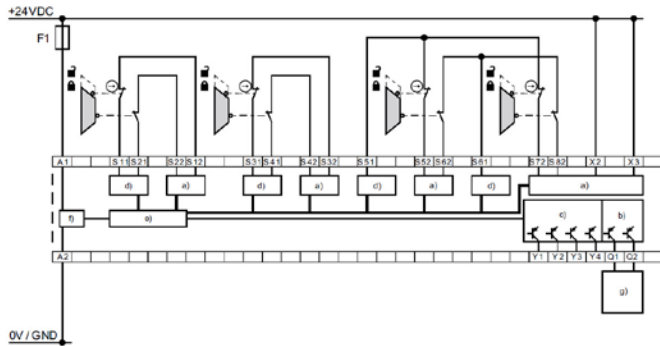 +24VDC
F1
A1 S11 S21 S22 S12 S31 S41 S42 S32 S51 S52 S62 S61 S72 S82 X2 X3
d) a) d) a) d) a) d) a)
f) e) c) b)
A2 Y1 Y2 Y3 Y4 Q1 Q2
g)
0V / GND